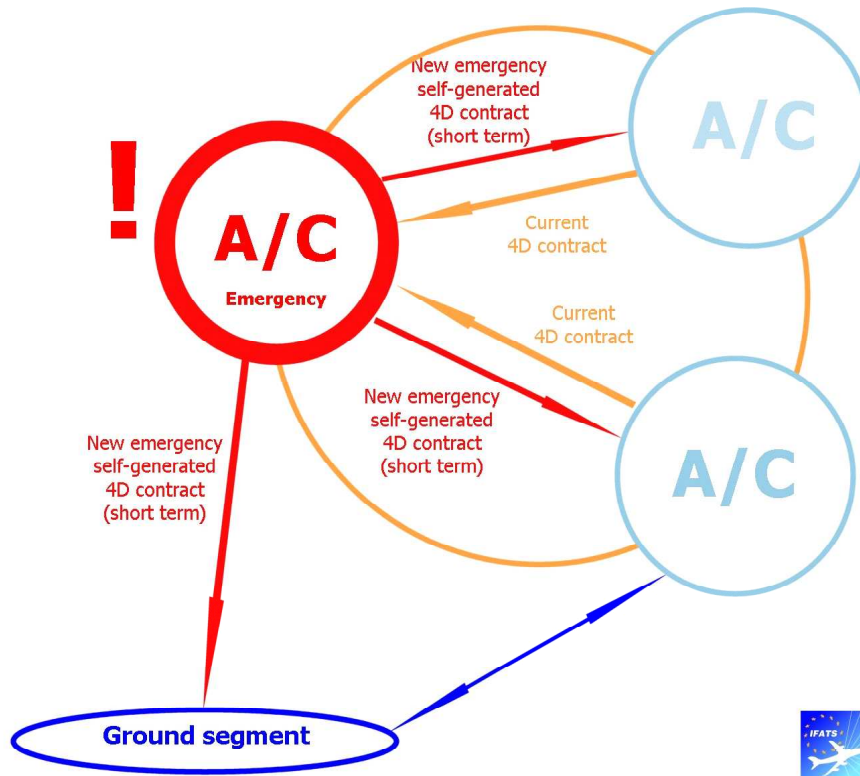 New emergency
self-generated
4D contract
(short term)
A/C
!
A/C
Emergency
Current
4D contract
Current
4D contract
New emergency
self-generated
4D contract
(short term)
A/C
New emergency
self-generated
4D contract
(short term)
Ground segment
IFATS